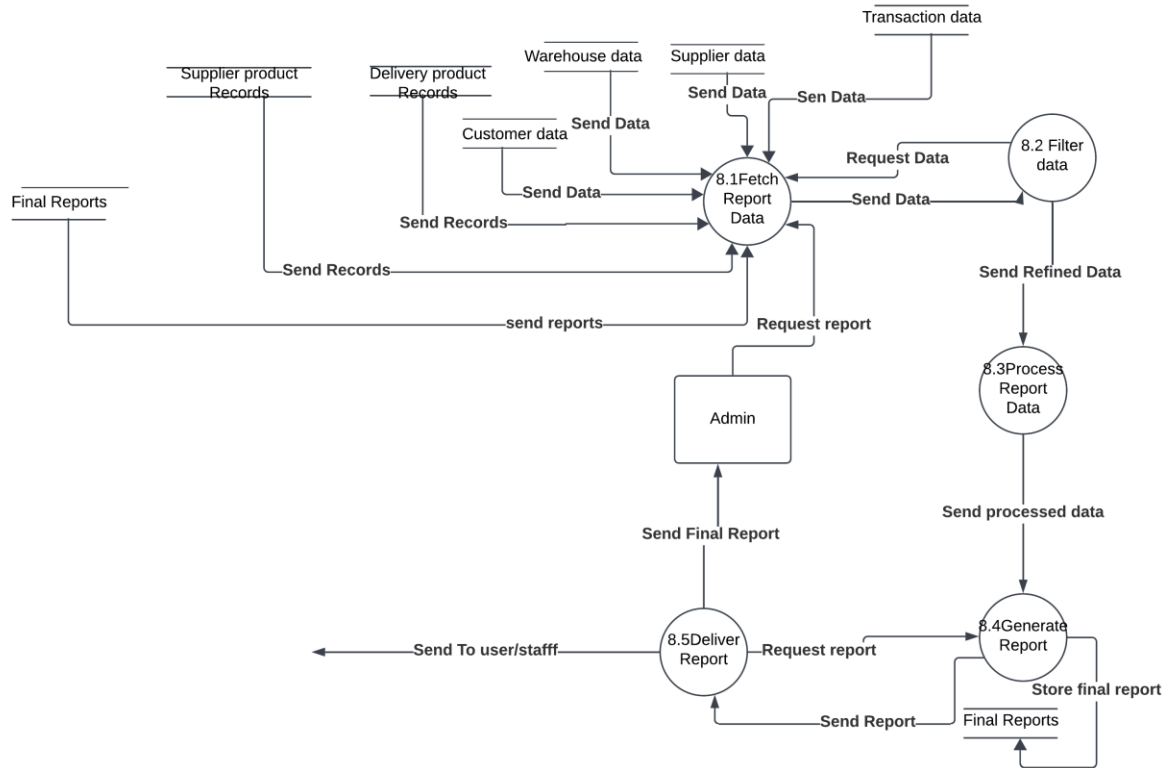 Transaction data
Warehouse data
Supplier data
Supplier product
Records
Delivery product
Records
Send Data
Sen Data
Customer data
Send Data
8.2 Filter
data
Request Data
8.1Fetch
Report
Data
Send Data
Send Data
Final Reports
Send Records
Send Records
Send Refined Data
send reports
Request report
8.3Process
Report
Data
Admin
Send processed data
Send Final Report
8.4Generate
Report
8.5Deliver
Report
Send To user/stafff
Request report
Store final report
Send Report
Final Reports